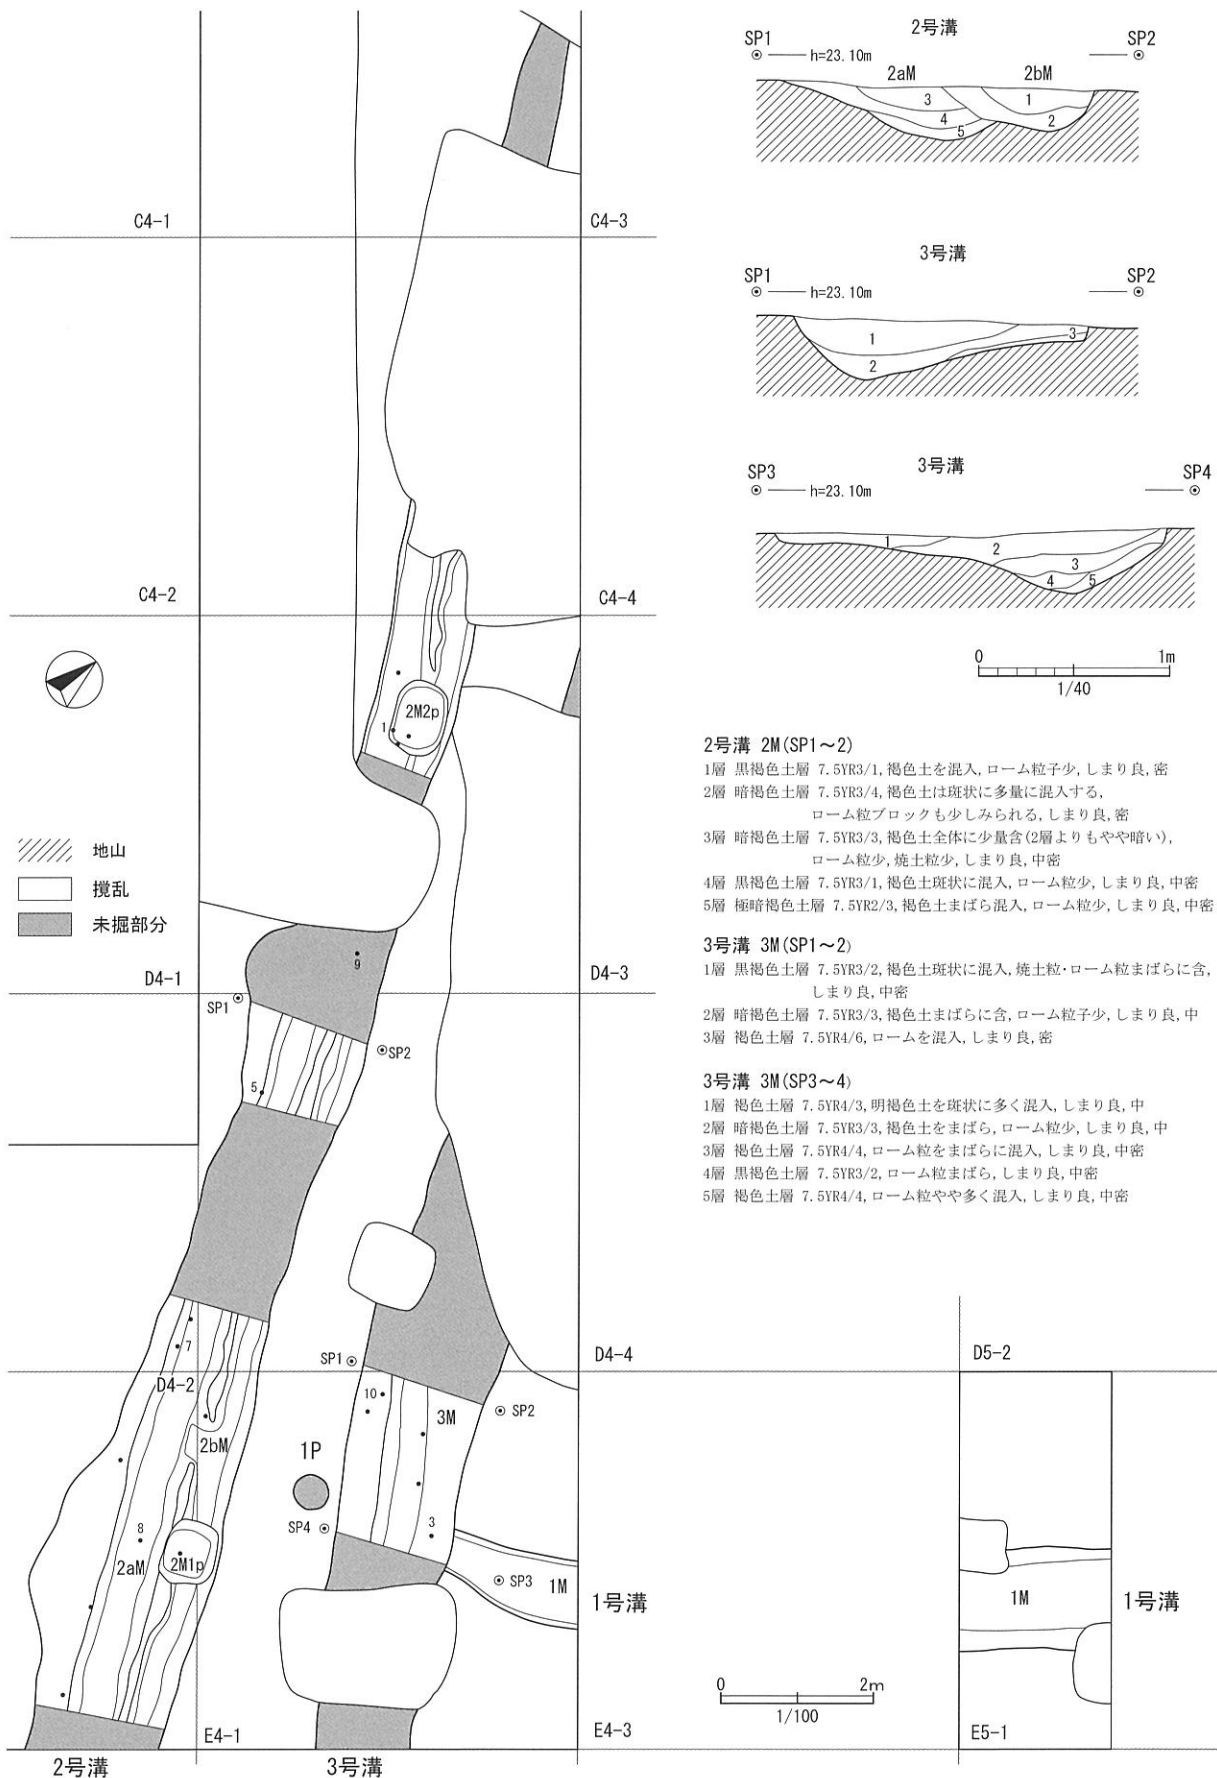 2号溝
SP1
h=23.10m
SP2
2aM
2bM
3
4
5
1
2
3号溝
SP1
h=23.10m
SP2
1
2
3
3号溝
SP3
h=23.10m
SP4
1
2
3
4
5
0
1m
1/40
2号溝 2M(SP1～2)
1層 黒褐色土層 7.5YR3/1, 褐色土を混入, ローム粒子少, しまり良, 密
2層 暗褐色土層 7.5YR3/4, 褐色土は斑状に多量に混入する,
ローム粒ブロックも少しみられる, しまり良, 密
3層 暗褐色土層 7.5YR3/3, 褐色土全体に少量含(2層よりもやや暗い),
ローム粒少, 焼土粒少, しまり良, 中密
4層 黒褐色土層 7.5YR3/1, 褐色土斑状に混入, ローム粒少, しまり良, 中密
5層 極暗褐色土層 7.5YR2/3, 褐色土まばら混入, ローム粒少, しまり良, 中密
3号溝 3M(SP1～2)
1層 黒褐色土層 7.5YR3/2, 褐色土斑状に混入, 焼土粒・ローム粒まばらに含,
しまり良, 中密
2層 暗褐色土層 7.5YR3/3, 褐色土まばらに含, ローム粒子少, しまり良, 中
3層 褐色土層 7.5YR4/6, ロームを混入, しまり良, 密
3号溝 3M(SP3～4)
1層 褐色土層 7.5YR4/3, 明褐色土を斑状に多く混入, しまり良, 中
2層 暗褐色土層 7.5YR3/3, 褐色土をまばら, ローム粒少, しまり良, 中
3層 褐色土層 7.5YR4/4, ローム粒をまばらに混入, しまり良, 中密
4層 黒褐色土層 7.5YR3/2, ローム粒まばら, しまり良, 中密
5層 褐色土層 7.5YR4/4, ローム粒やや多く混入, しまり良, 中密
C4-1
C4-3
C4-2
C4-4
2M2p
1
地山
攪乱
未掘部分
9
D4-1
D4-3
SP1
SP2
5
7
D4-2
2bM
8
2aM
2M1p
SP1
D4-4
10
3M
SP2
1P
SP4
3
SP3
1M
1号溝
D5-2
1M
1号溝
0
2m
1/100
E4-1
E4-3
E5-1
2号溝
3号溝